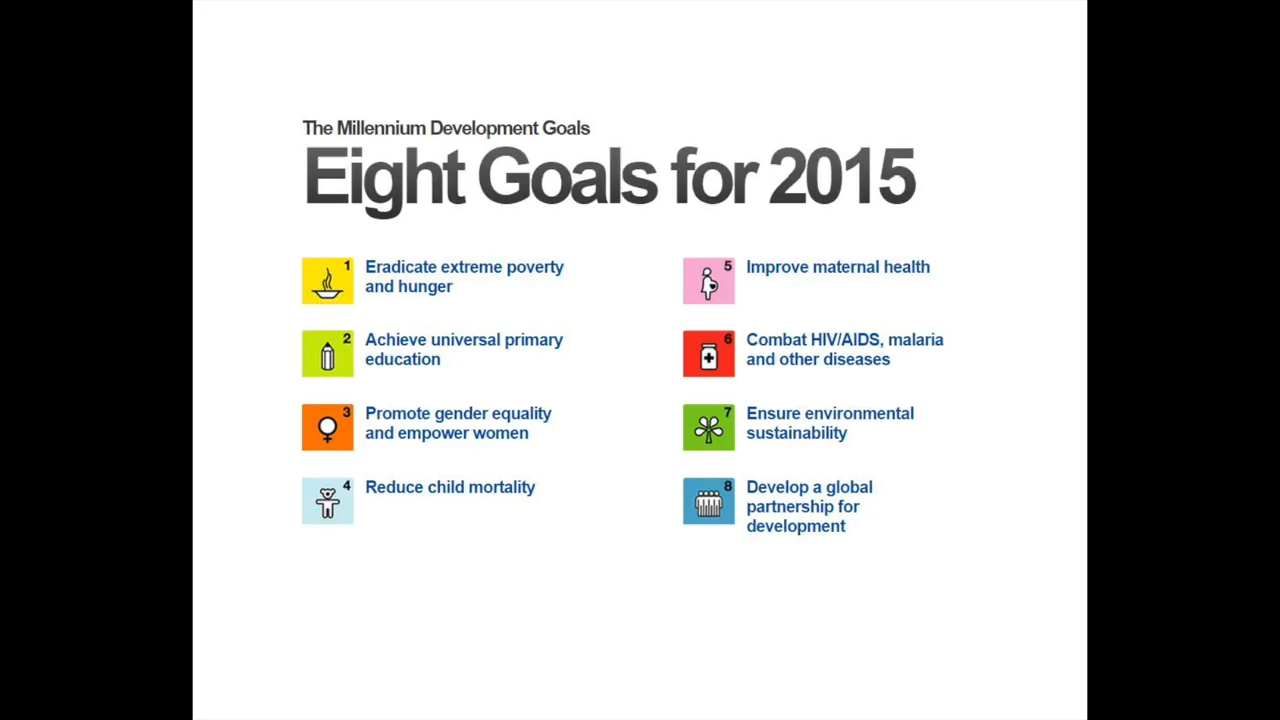 The Millennium Development Goals
Eight Goals for 2015
1
Eradicate extreme poverty
and hunger
2
Achieve universal primary
education
3
Promote gender equality
and empower women
4
Reduce child mortality
5
Improve maternal health
6
Combat HIV/AIDS, malaria
and other diseases
7
Ensure environmental
sustainability
8
Develop a global
partnership for
development